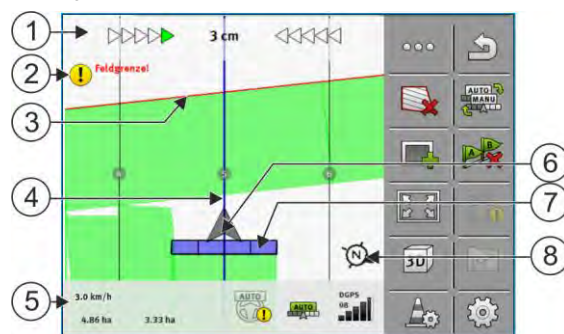 1
3 cm
2
Feldgrenze!
3
AUTO
MANU
A B
4
6
7
N
8
3D
5
3.0 km/h
4.86 ha 3.33 ha
AUTO
AUTO
DGPS
08